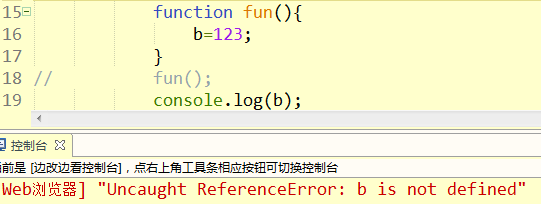 15 function fun(){
16 b=123;
17 }
18 // fun();
19 console.log(b);
控制台
前是 [边改边看控制台]，点右上角工具条相应按钮可切换控制台
Web浏览器] "Uncaught ReferenceError: b is not defined"